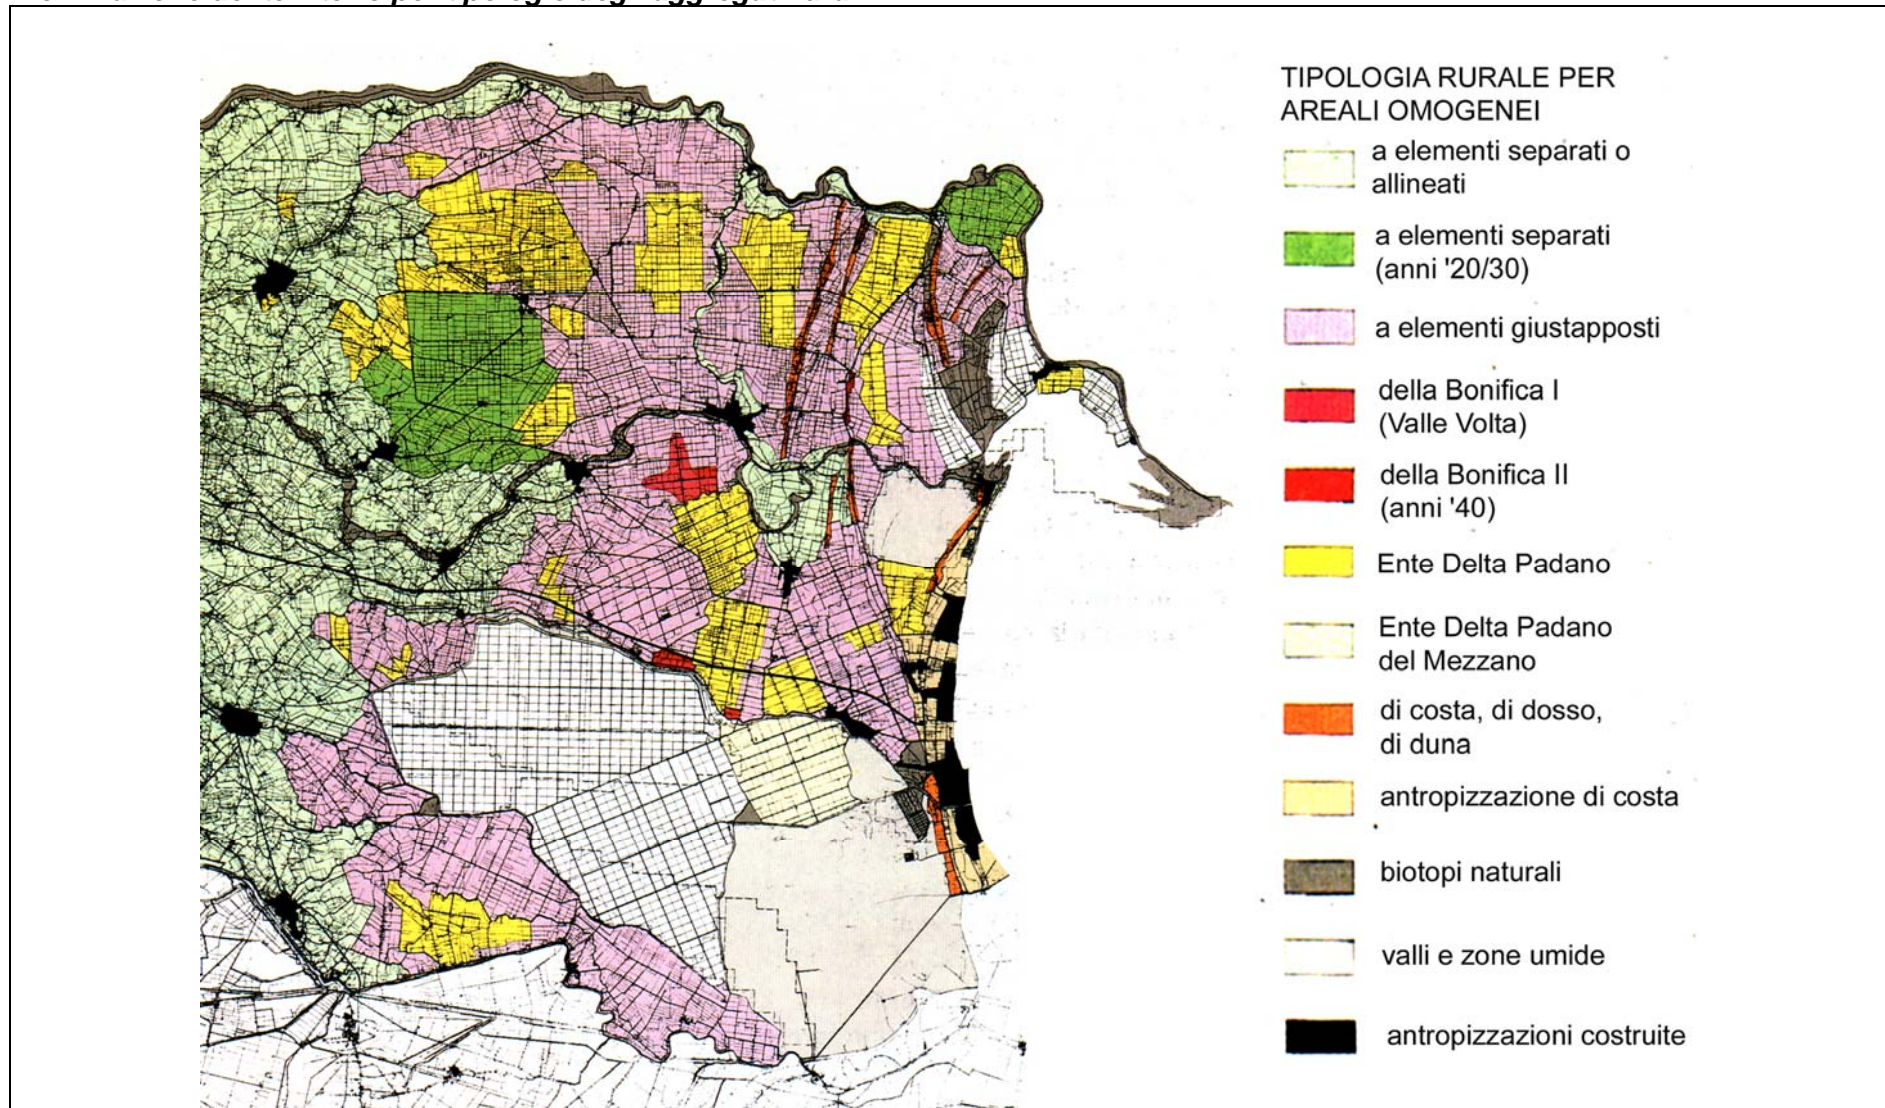 TIPOLOGIA RURALE PER
AREALI OMOGENEI
a elementi separati o
allineati
a elementi separati
(anni '20/30)
a elementi giustapposti
della Bonifica I
(Valle Volta)
della Bonifica II
(anni '40)
Ente Delta Padano
Ente Delta Padano
del Mezzano
di costa, di dosso,
di duna
antropizzazione di costa
biotopi naturali
valli e zone umide
antropizzazioni costruite